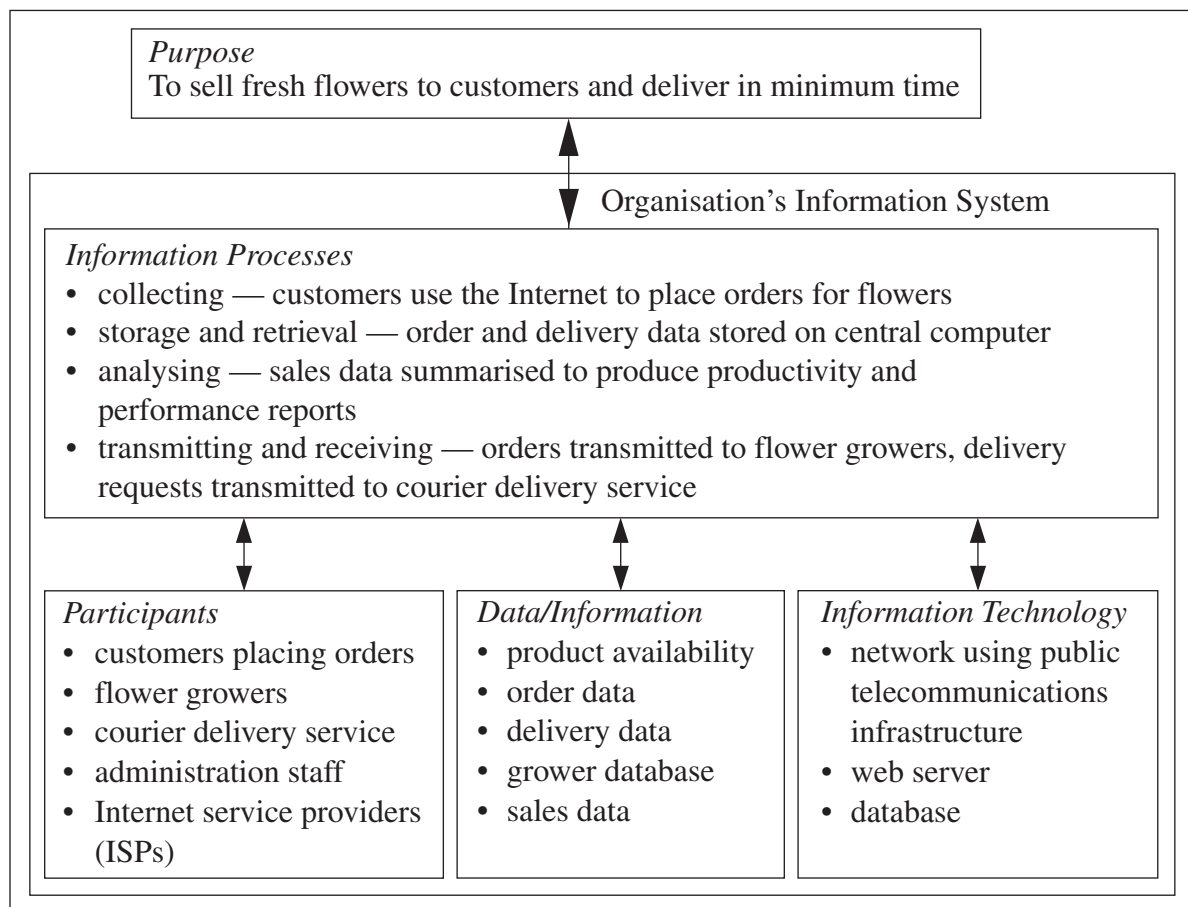 Purpose
To sell fresh flowers to customers and deliver in minimum time
Organisation’s Information System
Information Processes
• collecting — customers use the Internet to place orders for flowers
• storage and retrieval — order and delivery data stored on central computer
• analysing — sales data summarised to produce productivity and
performance reports
• transmitting and receiving — orders transmitted to flower growers, delivery
requests transmitted to courier delivery service
Participants
• customers placing orders
• flower growers
• courier delivery service
• administration staff
• Internet service providers
(ISPs)
Data/Information
• product availability
• order data
• delivery data
• grower database
• sales data
Information Technology
• network using public
telecommunications
infrastructure
• web server
• database